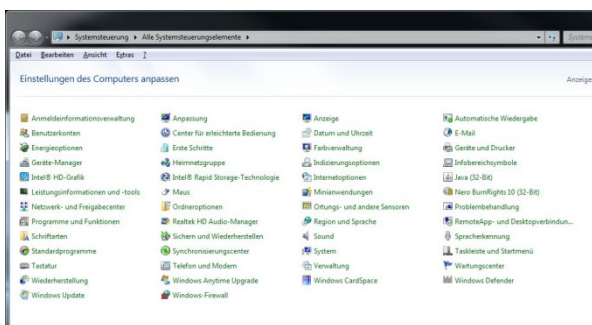 Systemsteuerung Alle Systemsteuerungselemente
Datei Bearbeiten Ansicht Extras ?
Einstellungen des Computers anpassen
Anzeige
Anmeldeinformationsverwaltung Anpassung Anzeige Automatische Wiedergabe
Benutzerkonten Center für erleichterte Bedienung Datum und Uhrzeit E-Mail
Energieoptionen Erste Schritte Farbverwaltung Geräte und Drucker
Geräte-Manager Heimnetzgruppe Indizierungsoptionen Infobereichsymbole
Intel® HD-Grafik Intel® Rapid Storage-Technologie Internetoptionen Java (32-Bit)
Leistungsinformationen und -tools Maus Minianwendungen Nero BurnRights 10 (32-Bit)
Netzwerk- und Freigabecenter Ordneroptionen Ortungs- und andere Sensoren Problembehandlung
Programme und Funktionen Realtek HD Audio-Manager Region und Sprache RemoteApp- und Desktopverbindun...
Schriftarten Sichern und Wiederherstellen Sound Spracherkennung
Standardprogramme Synchronisierungscenter System Taskleiste und Startmenü
Tastatur Telefon und Modem Verwaltung Wartungscenter
Wiederherstellung Windows Anytime Upgrade Windows CardSpace Windows Defender
Windows Update Windows-Firewall